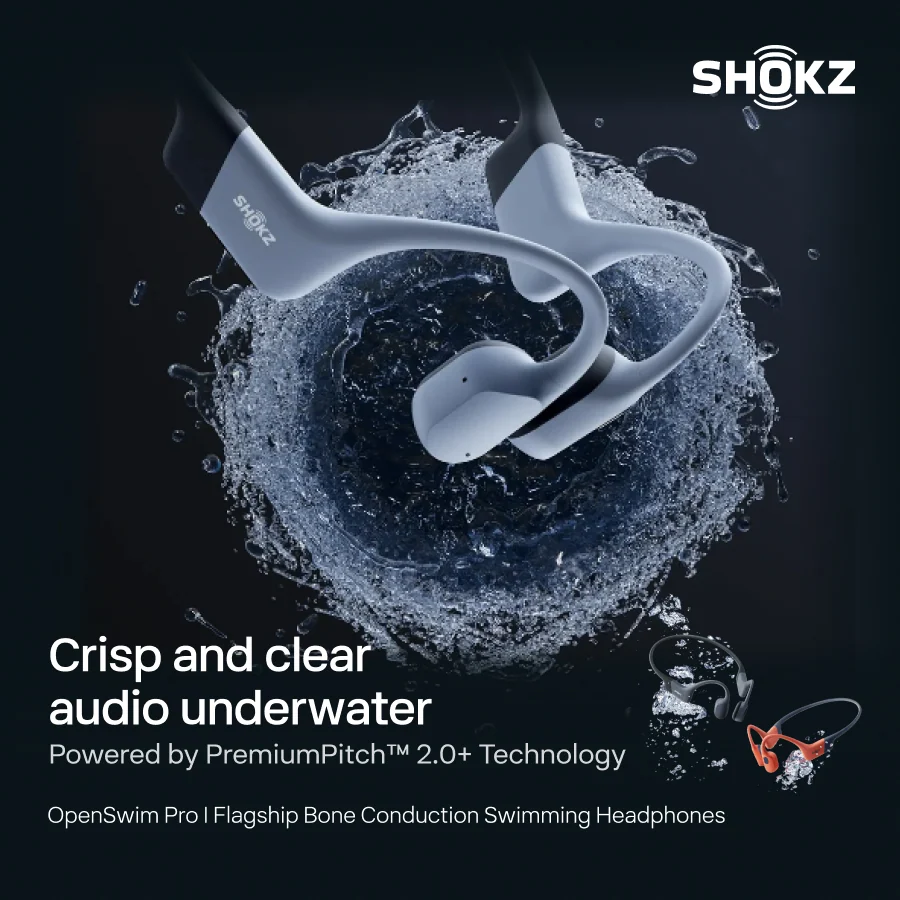 SHOKZ
SHOKZ
Crisp and clear
audio underwater
Powered by PremiumPitch™ 2.0+ Technology
OpenSwim Pro | Flagship Bone Conduction Swimming Headphones